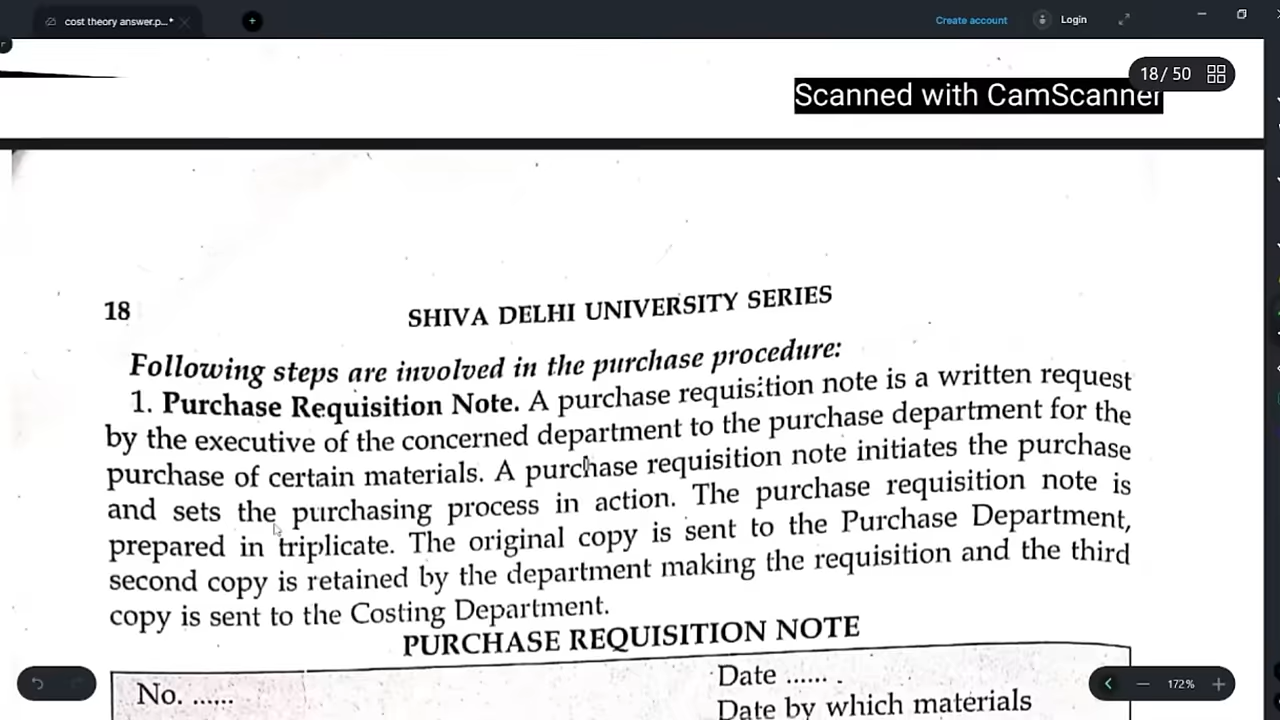 cost theory answer.p...*
+
Create account
Login
18 / 50
Scanned with CamScanner
18
SHIVA DELHI UNIVERSITY SERIES
Following steps are involved in the purchase procedure:
1. Purchase Requisition Note. A purchase requisition note is a written request
by the executive of the concerned department to the purchase department for the
purchase of certain materials. A purchase requisition note initiates the purchase
and sets the purchasing process in action. The purchase requisition note is
prepared in triplicate. The original copy is sent to the Purchase Department,
second copy is retained by the department making the requisition and the third
copy is sent to the Costing Department.
PURCHASE REQUISITION NOTE
No. ......
Date ...... .
Date by which materials
172%